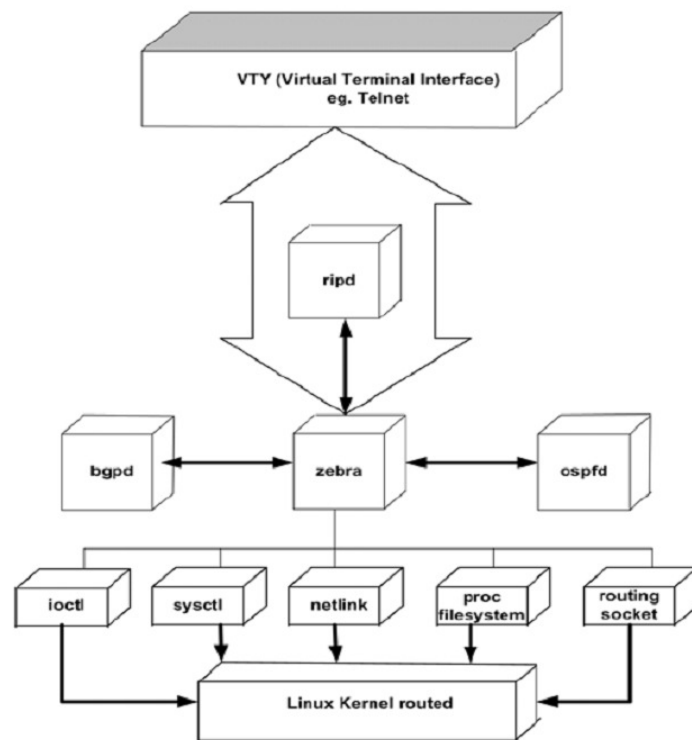 VTY (Virtual Terminal Interface)
eg. Telnet
ripd
bgpd
zebra
ospfd
ioctl
sysctl
netlink
proc
filesystem
routing
socket
Linux Kernel routed